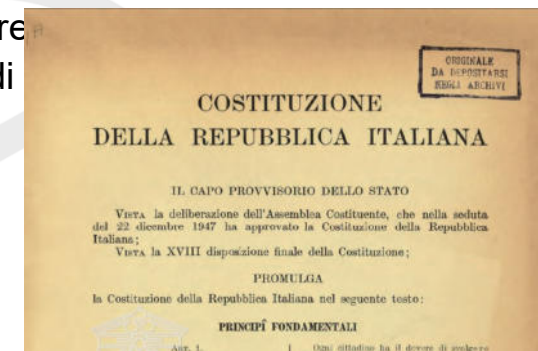 re
di
ORIGINALE
DA DEPOSITARSI
NEGLI ARCHIVI
COSTITUZIONE
DELLA REPUBBLICA ITALIANA
IL CAPO PROVVISORIO DELLO STATO
VISTA la deliberazione dell'Assemblea Costituente, che nella seduta
del 22 dicembre 1947 ha approvato la Costituzione della Repubblica
Italiana;
VISTA la XVIII disposizione finale della Costituzione;
PROMULGA
la Costituzione della Repubblica Italiana nel seguente testo:
PRINCIPÎ FONDAMENTALI
ART. 1.
Ogni cittadino ha il dovere di svolgere